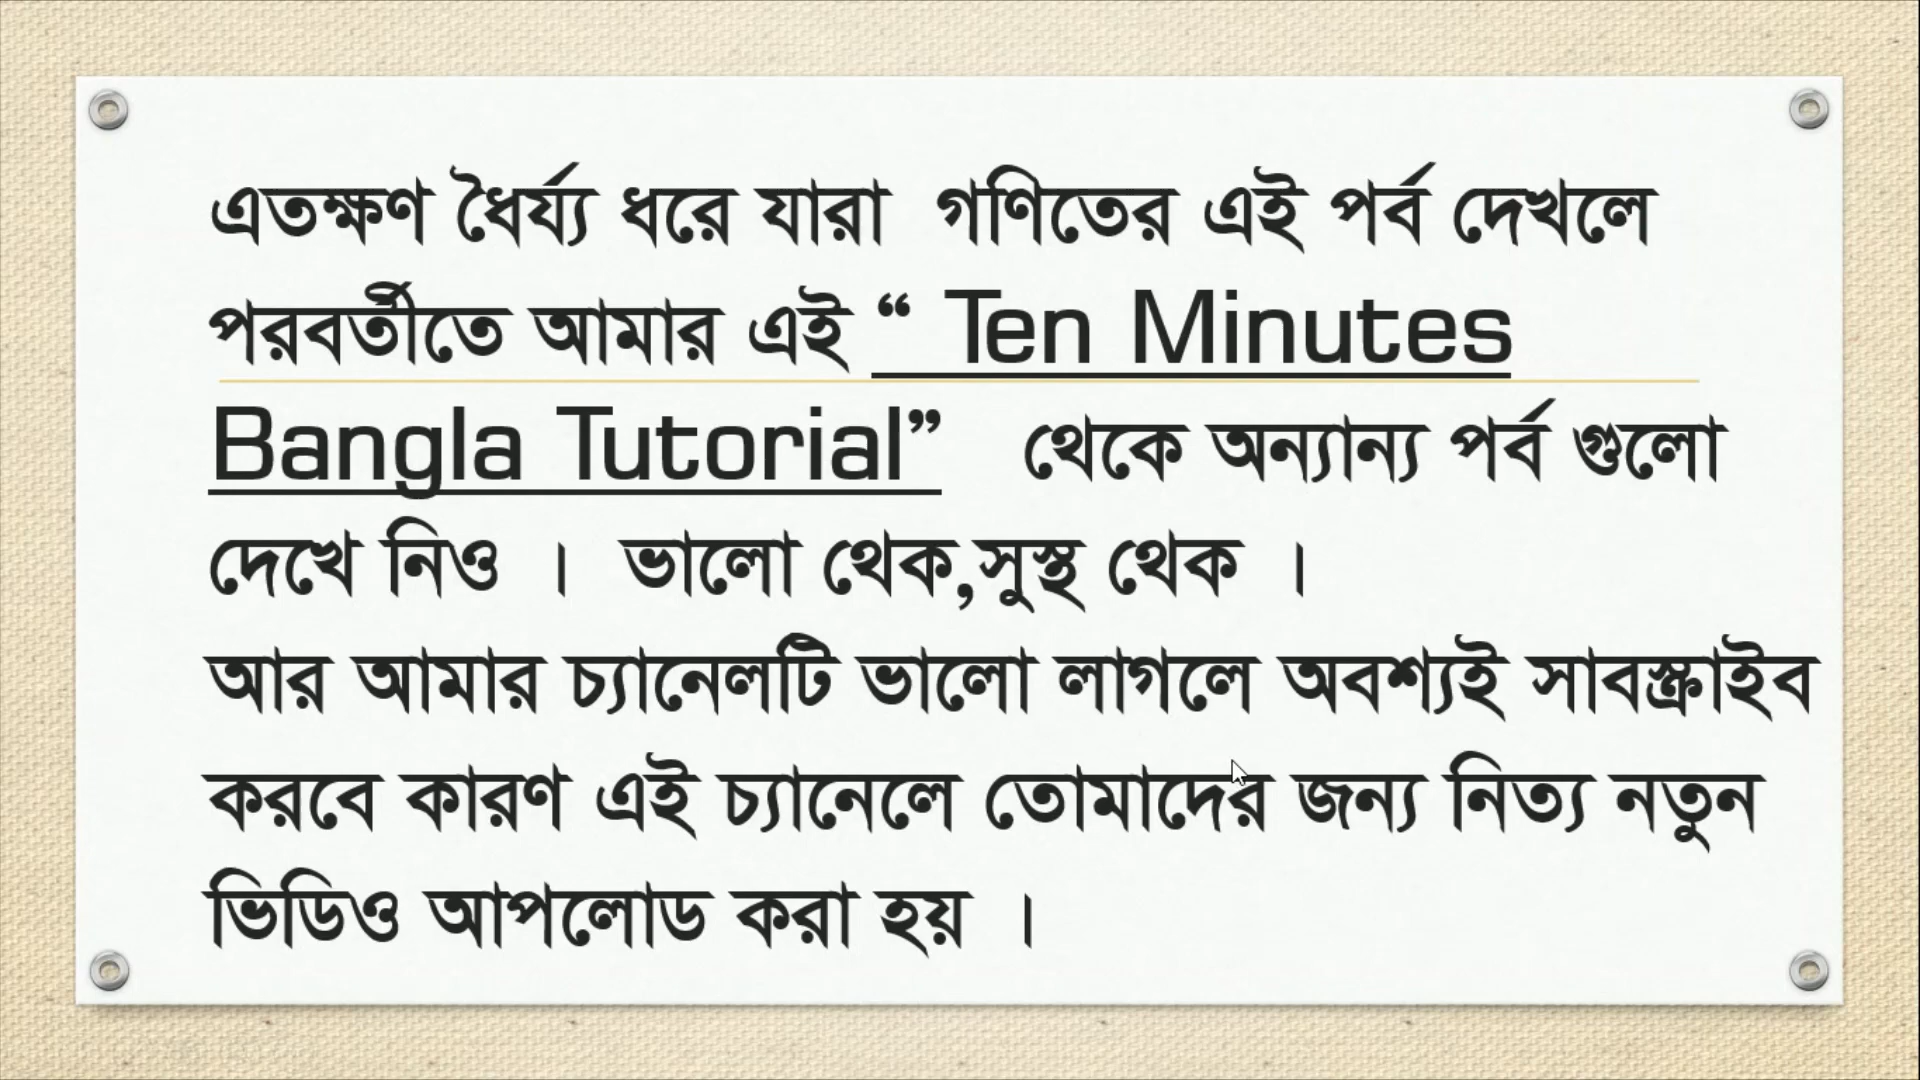 এতক্ষণ ধৈর্য্য ধরে যারা গণিতের এই পর্ব দেখলে
পরবর্তীতে আমার এই “ Ten Minutes
Bangla Tutorial” থেকে অন্যান্য পর্ব গুলো
দেখে নিও । ভালো থেক,সুস্থ থেক ।
আর আমার চ্যানেলটি ভালো লাগলে অবশ্যই সাবস্ক্রাইব
করবে কারণ এই চ্যানেলে তোমাদের জন্য নিত্য নতুন
ভিডিও আপলোড করা হয় ।